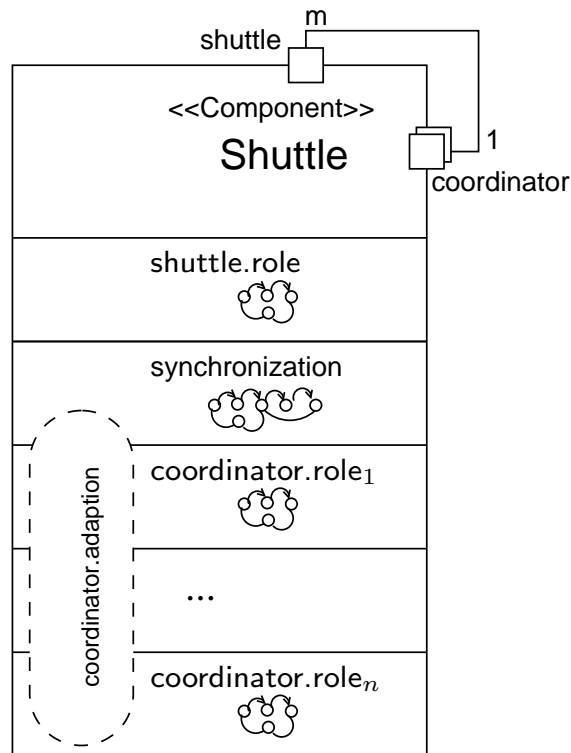 m
shuttle
<<Component>>
Shuttle
1
coordinator
shuttle.role
synchronization
coordinator.adaption
coordinator.role₁
...
coordinator.roleₙ